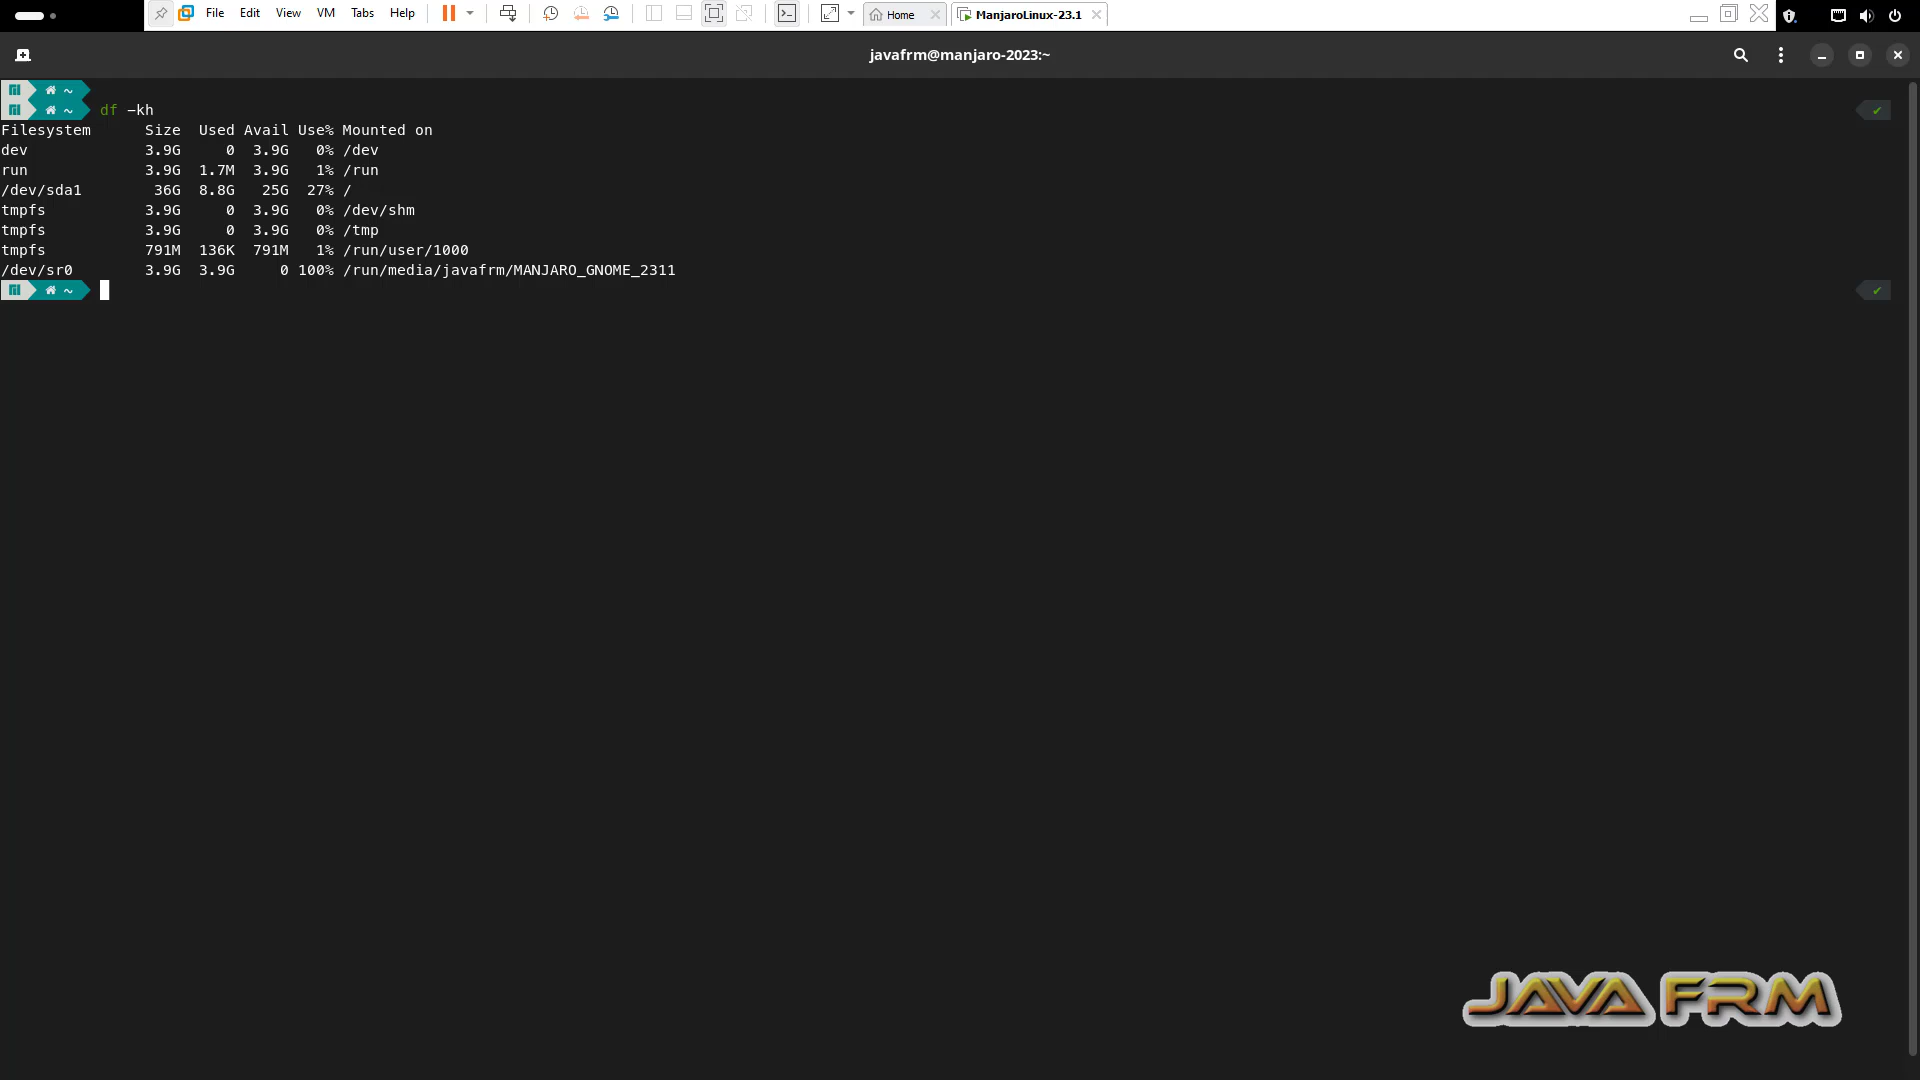 File Edit View VM Tabs Help Home ManjaroLinux-23.1
javafrm@manjaro-2023:~
~
~ df -kh
Filesystem Size Used Avail Use% Mounted on
dev 3.9G 0 3.9G 0% /dev
run 3.9G 1.7M 3.9G 1% /run
/dev/sda1 36G 8.8G 25G 27% /
tmpfs 3.9G 0 3.9G 0% /dev/shm
tmpfs 3.9G 0 3.9G 0% /tmp
tmpfs 791M 136K 791M 1% /run/user/1000
/dev/sr0 3.9G 3.9G 0 100% /run/media/javafrm/MANJARO_GNOME_2311
~
JAVA FRM